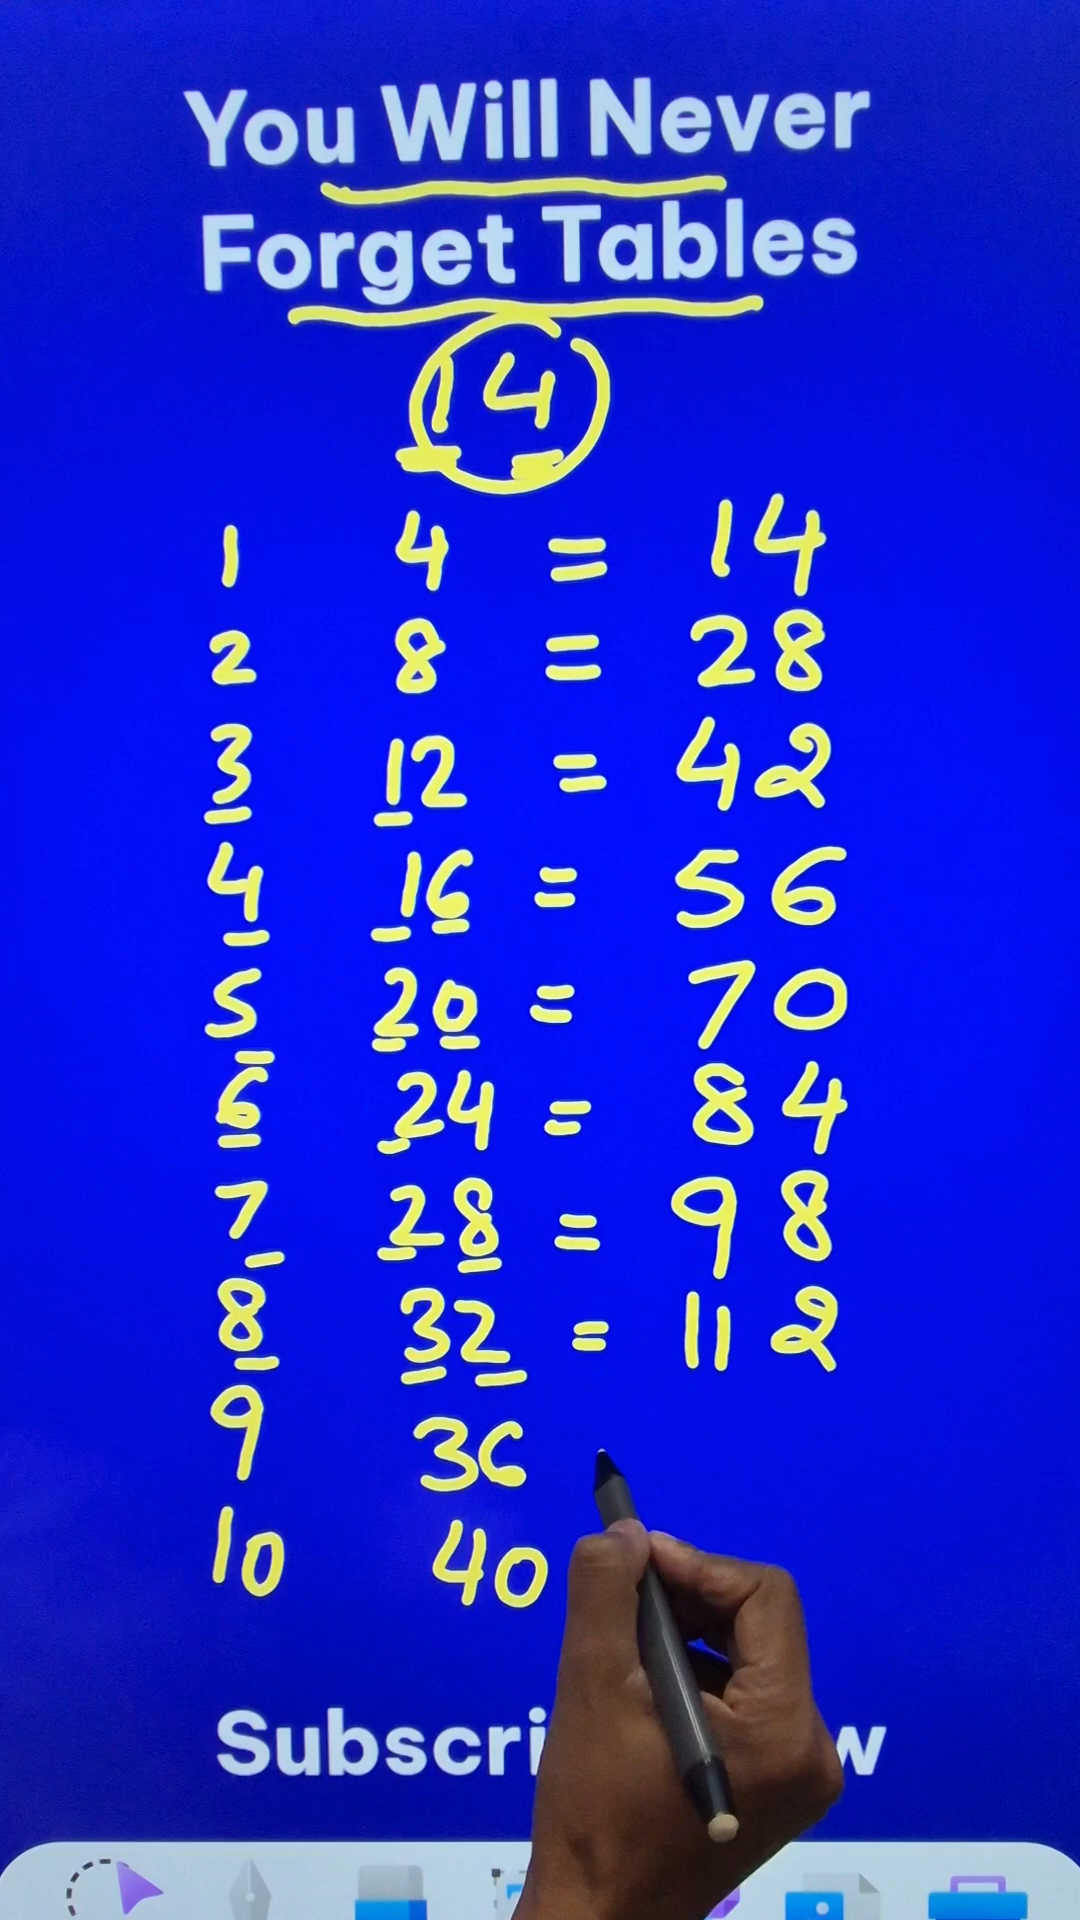 You Will Never
Forget Tables
14
1 4 = 14
2 8 = 28
3 12 = 42
4 16 = 56
5 20 = 70
6 24 = 84
7 28 = 98
8 32 = 112
9 36
10 40